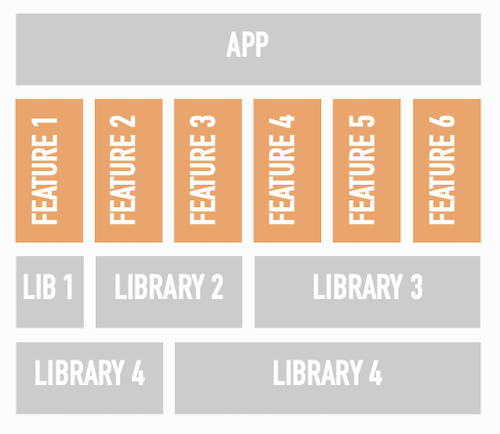 APP
FEATURE 1
FEATURE 2
FEATURE 3
FEATURE 4
FEATURE 5
FEATURE 6
LIB 1
LIBRARY 2
LIBRARY 3
LIBRARY 4
LIBRARY 4